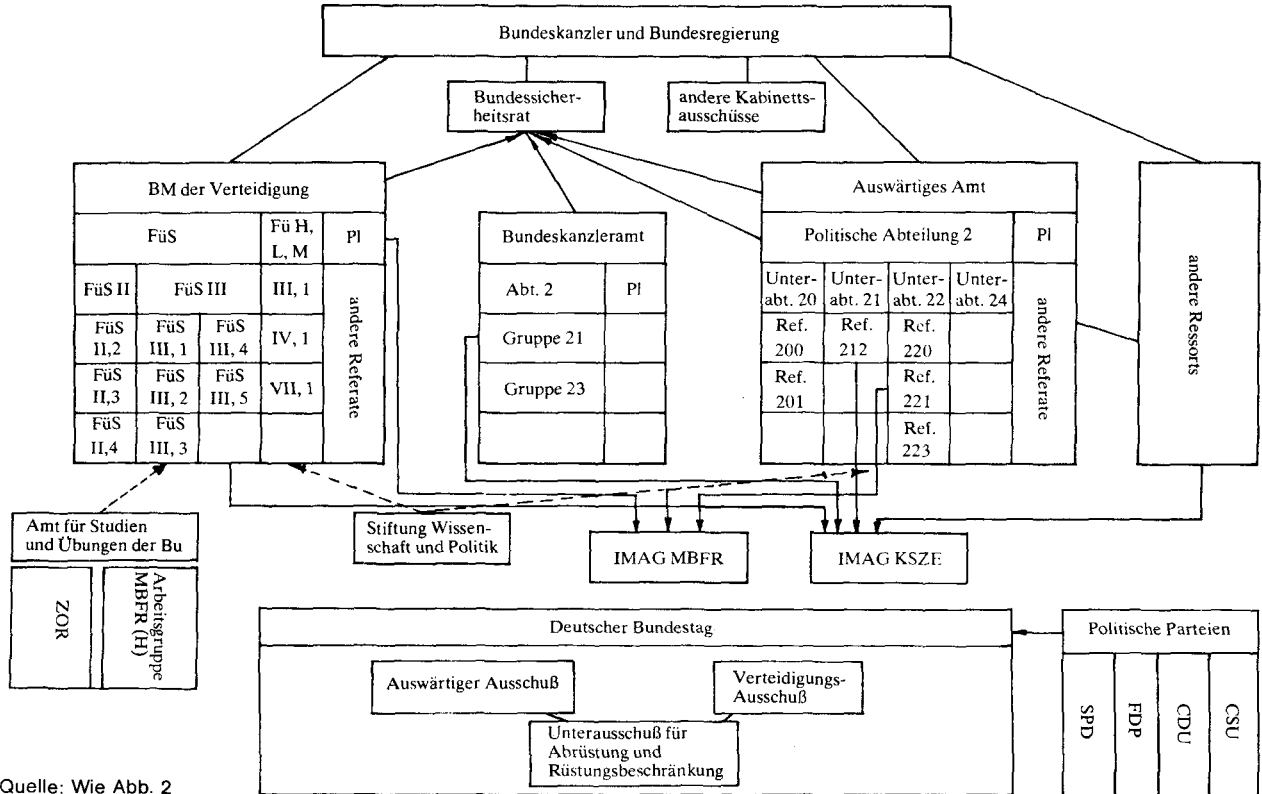 Bundeskanzler und Bundesregierung
Bundessicher-
heitsrat
andere Kabinetts-
ausschüsse
BM der Verteidigung
FüS
Fü H,
L, M
Pl
FüS II
FüS III
III, 1
andere Referate
FüS
II,2
FüS
III, 1
FüS
III, 4
IV, 1
FüS
II,3
FüS
III, 2
FüS
III, 5
VII, 1
FüS
II,4
FüS
III, 3
Bundeskanzleramt
Abt. 2
Pl
Gruppe 21
Gruppe 23
Auswärtiges Amt
Politische Abteilung 2
Pl
Unter-
abt. 20
Unter-
abt. 21
Unter-
abt. 22
Unter-
abt. 24
andere Referate
Ref.
200
Ref.
212
Ref.
220
Ref.
201
Ref.
221
Ref.
223
andere Ressorts
Amt für Studien
und Übungen der Bu
ZOR
Arbeitsgruppe
MBFR (H)
Stiftung Wissen-
schaft und Politik
IMAG MBFR
IMAG KSZE
Deutscher Bundestag
Auswärtiger Ausschuß
Verteidigungs-
Ausschuß
Unterausschuß für
Abrüstung und
Rüstungsbeschränkung
Politische Parteien
SPD
FDP
CDU
CSU
Quelle: Wie Abb. 2